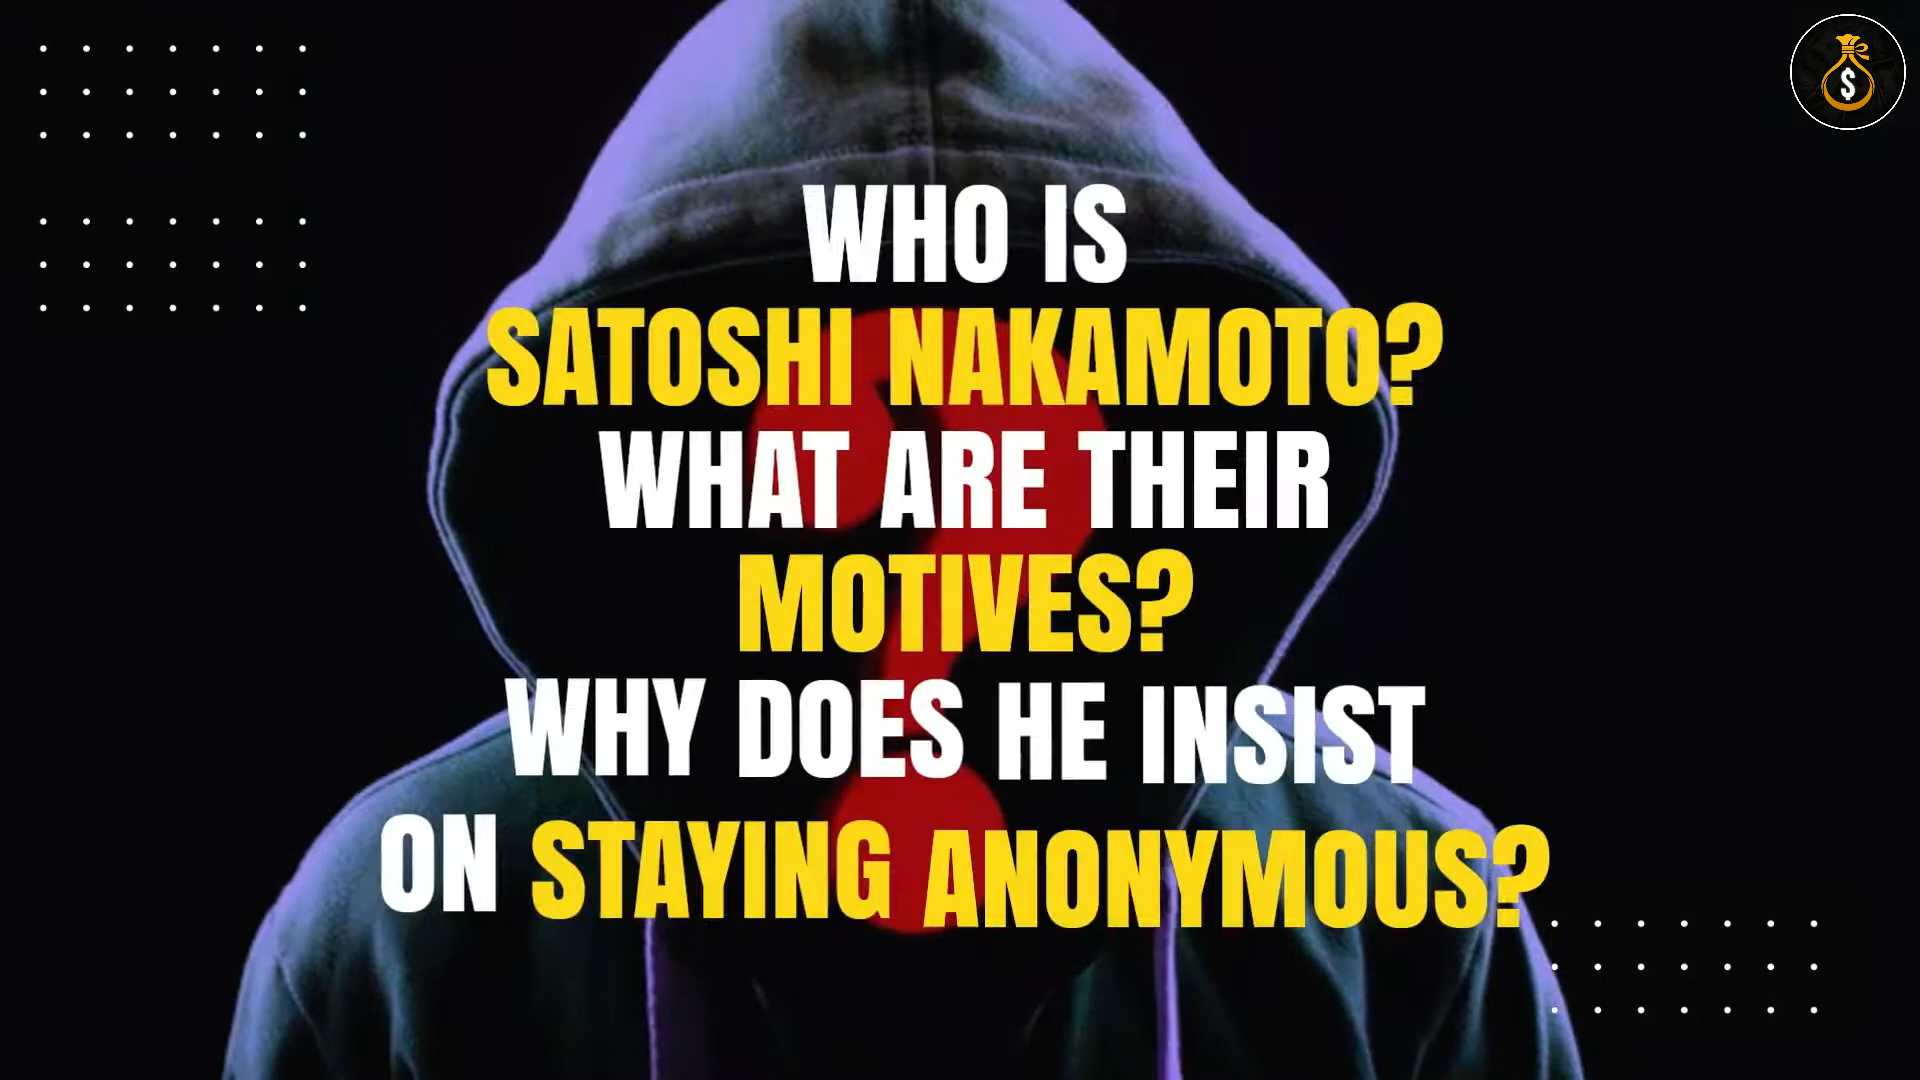 WHO IS
SATOSHI NAKAMOTO?
WHAT ARE THEIR
MOTIVES?
WHY DOES HE INSIST
ON STAYING ANONYMOUS?
$